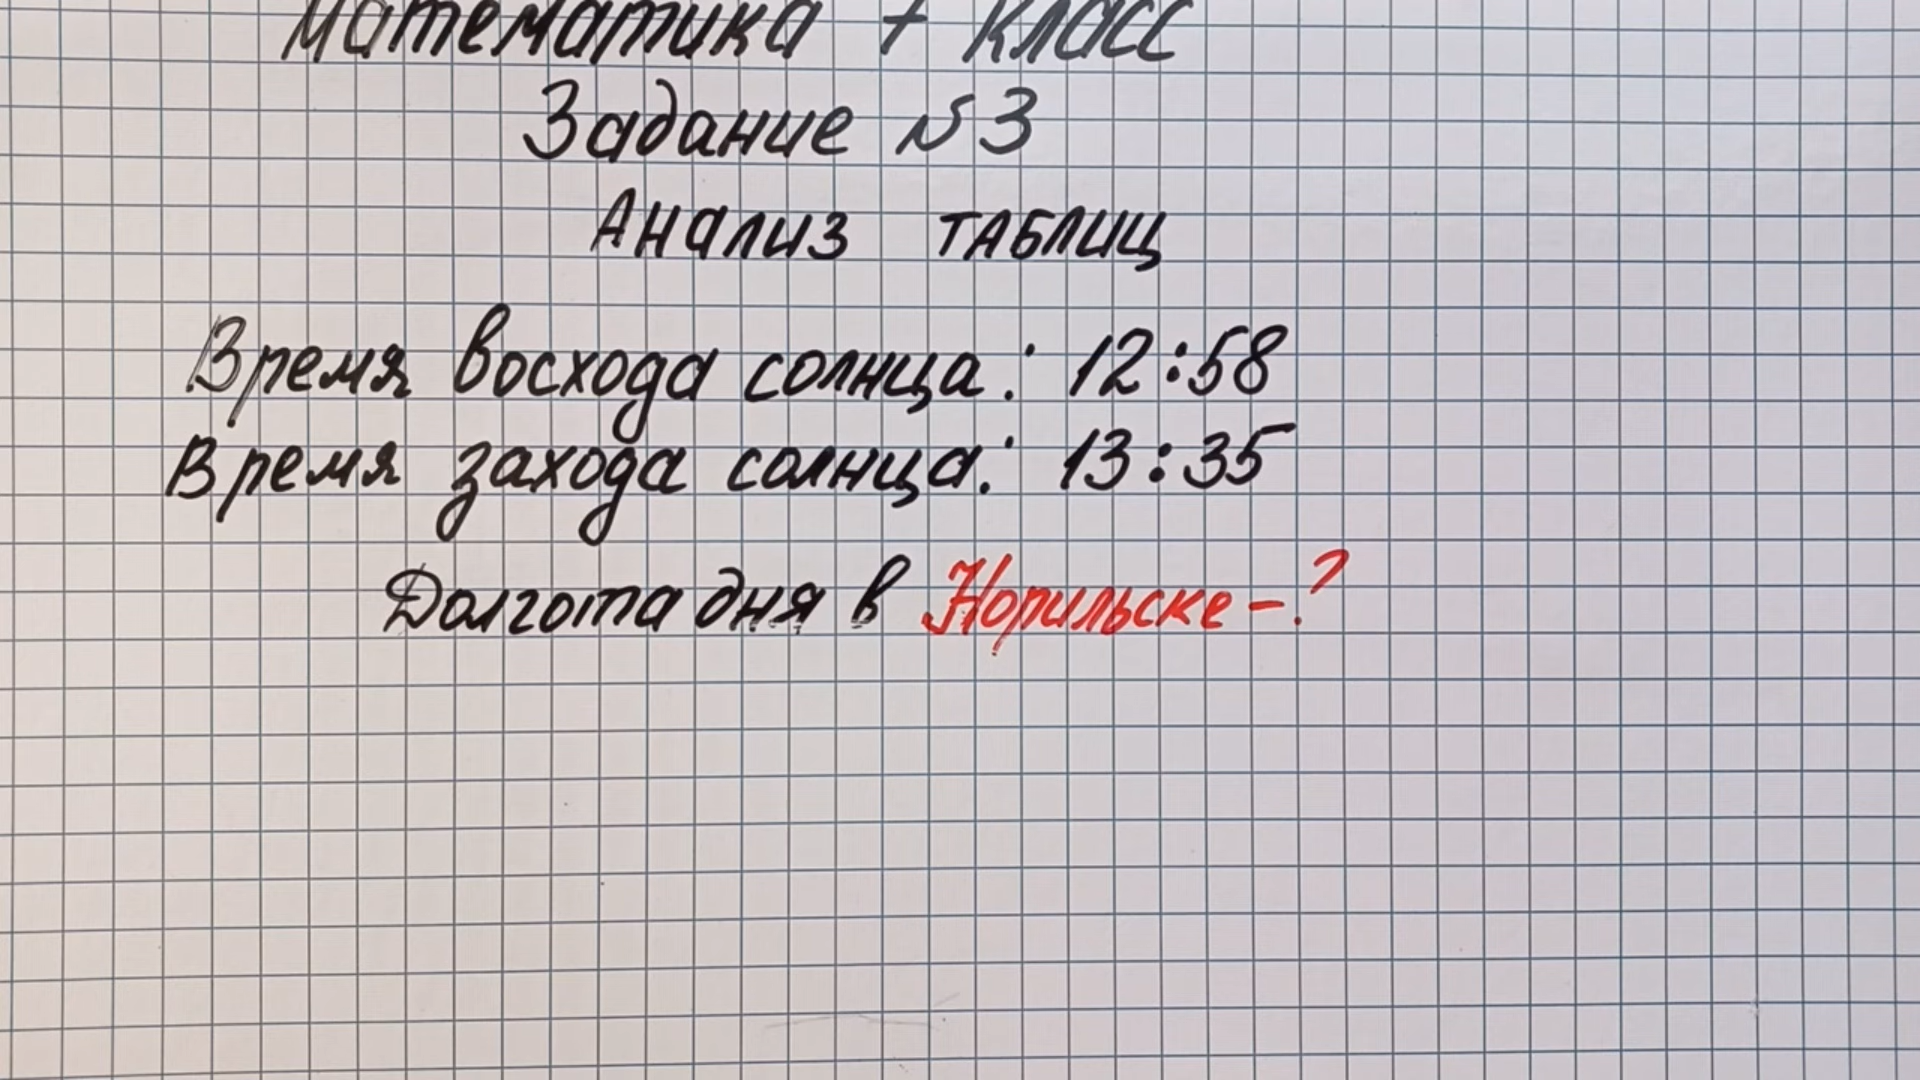 Математика 7 класс
Задание №3
Анализ таблиц
Время восхода солнца: 12:58
Время захода солнца: 13:35
Долгота дня в Норильске-?